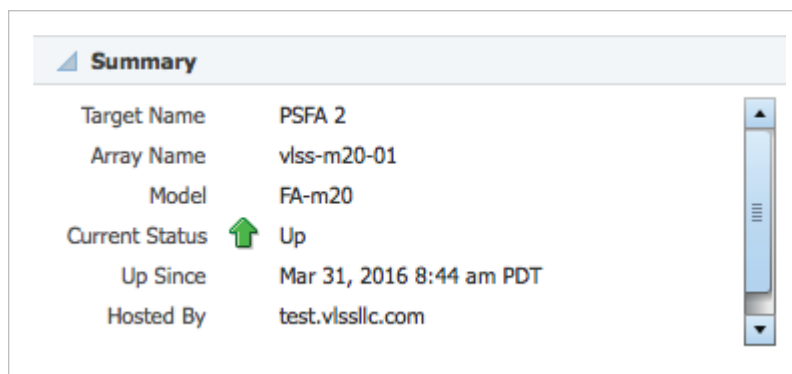 Summary
Target Name PSFA 2
Array Name vlss-m20-01
Model FA-m20
Current Status Up
Up Since Mar 31, 2016 8:44 am PDT
Hosted By test.vlssllc.com